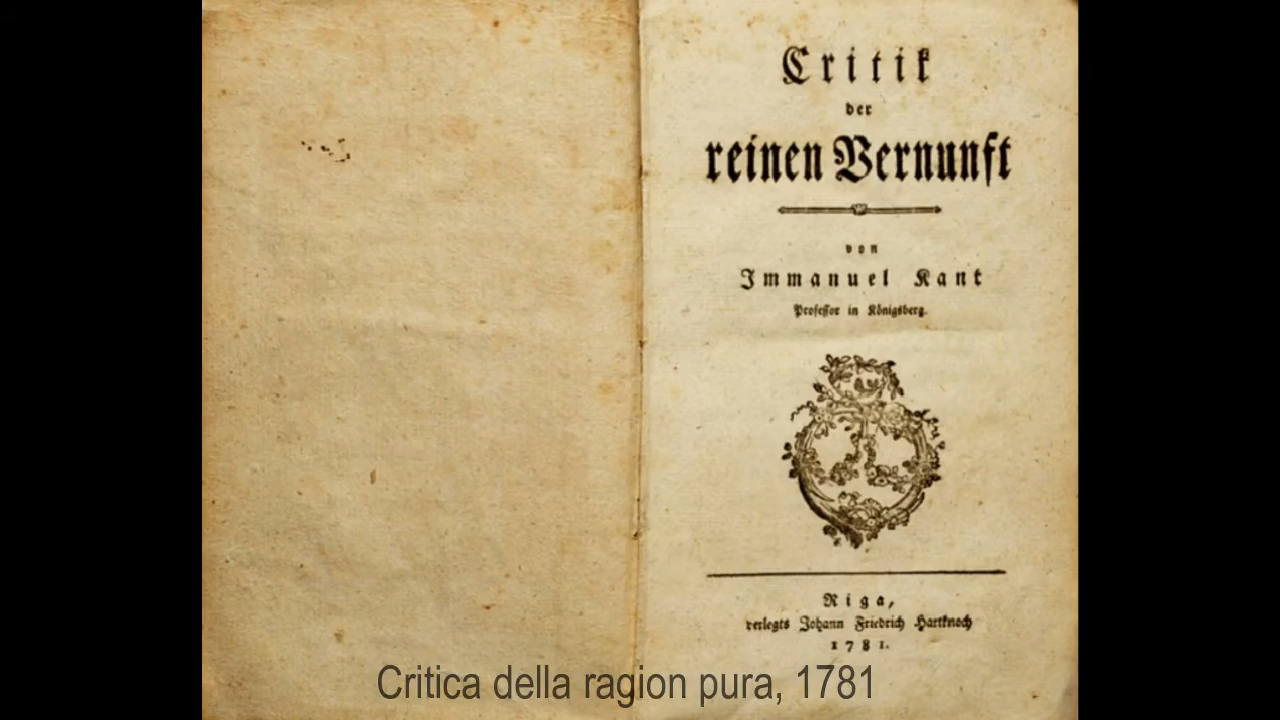 Critik
der
reinen Vernunft
von
Immanuel Kant
Professor in Königsberg.
Riga,
verlegts Johann Friedrich Hartknoch
1781.
Critica della ragion pura, 1781